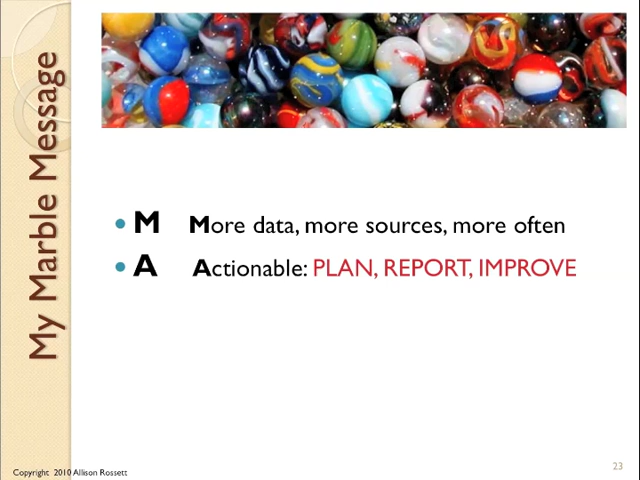 My Marble Message
M More data, more sources, more often
A Actionable: PLAN, REPORT, IMPROVE
Copyright 2010 Allison Rossett
23